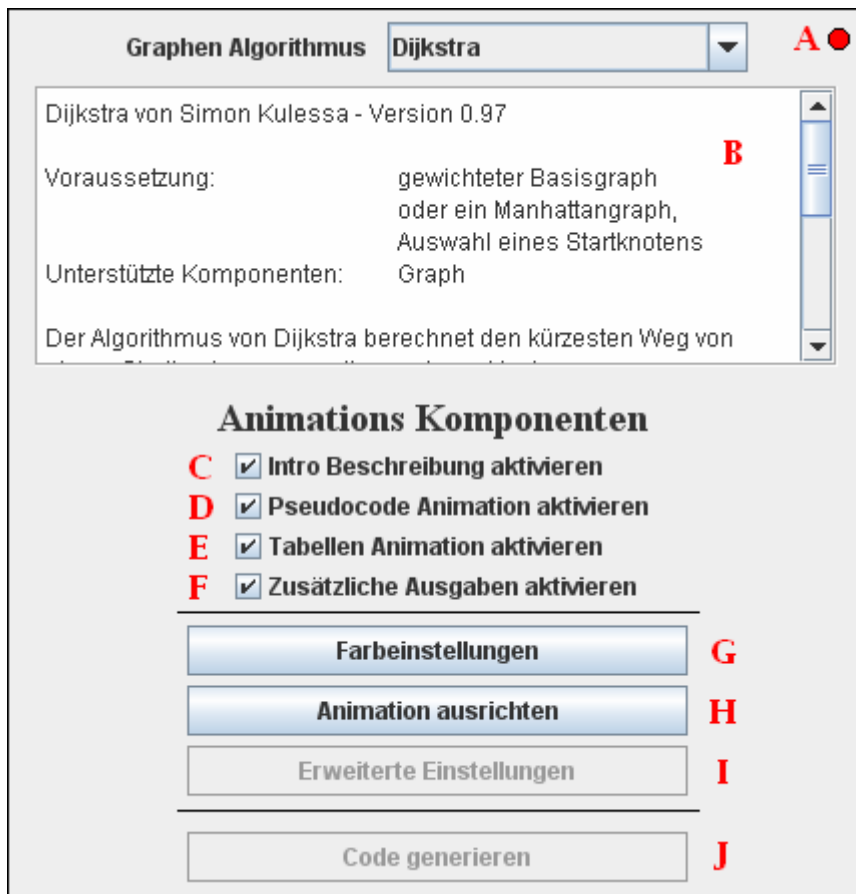 Graphen Algorithmus Dijkstra A
Dijkstra von Simon Kulessa - Version 0.97
B
Voraussetzung: gewichteter Basisgraph
oder ein Manhattangraph,
Auswahl eines Startknotens
Unterstützte Komponenten: Graph
Der Algorithmus von Dijkstra berechnet den kürzesten Weg von
Animations Komponenten
C Intro Beschreibung aktivieren
D Pseudocode Animation aktivieren
E Tabellen Animation aktivieren
F Zusätzliche Ausgaben aktivieren
Farbeinstellungen G
Animation ausrichten H
Erweiterte Einstellungen I
Code generieren J